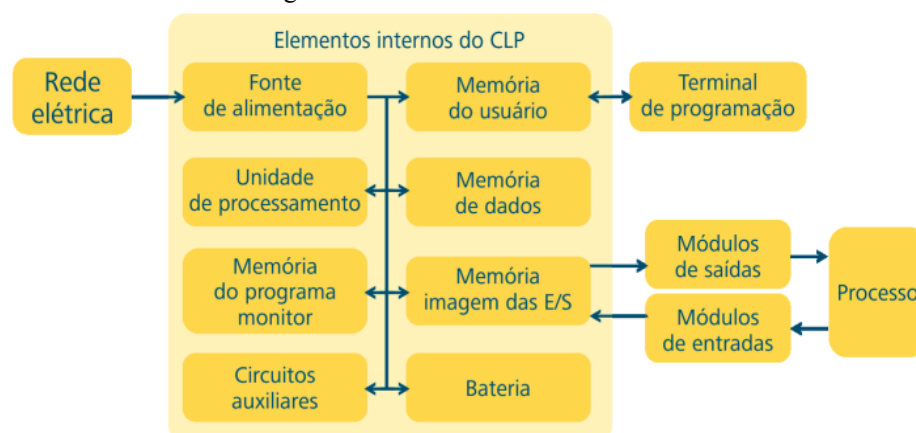 Elementos internos do CLP
Rede
elétrica
Fonte
de alimentação
Memória
do usuário
Terminal
de programação
Unidade
de processamento
Memória
de dados
Memória
do programa
monitor
Memória
imagem das E/S
Módulos
de saídas
Módulos
de entradas
Processo
Circuitos
auxiliares
Bateria